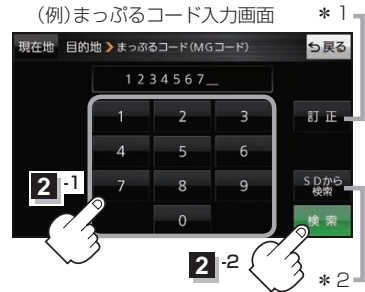 (例)まっぷるコード入力画面
*1
現在地 目的地 > まっぷるコード(MGコード)
戻る
1234567_
1 2 3
訂 正
4 5 6
7 8 9
SDから
検索
2-1
0
検 索
2-2
*2